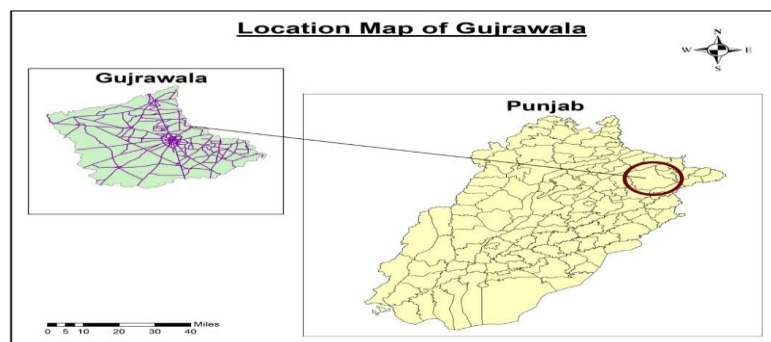 Location Map of Gujrawala
N
W E
S
Gujrawala
Punjab
Miles
0 5 10 20 30 40